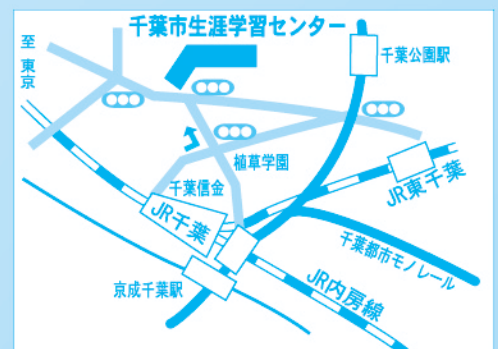 千葉市生涯学習センター
至
東京
千葉公園駅
植草学園
千葉信金
JR千葉
JR東千葉
千葉都市モノレール
京成千葉駅
JR内房線